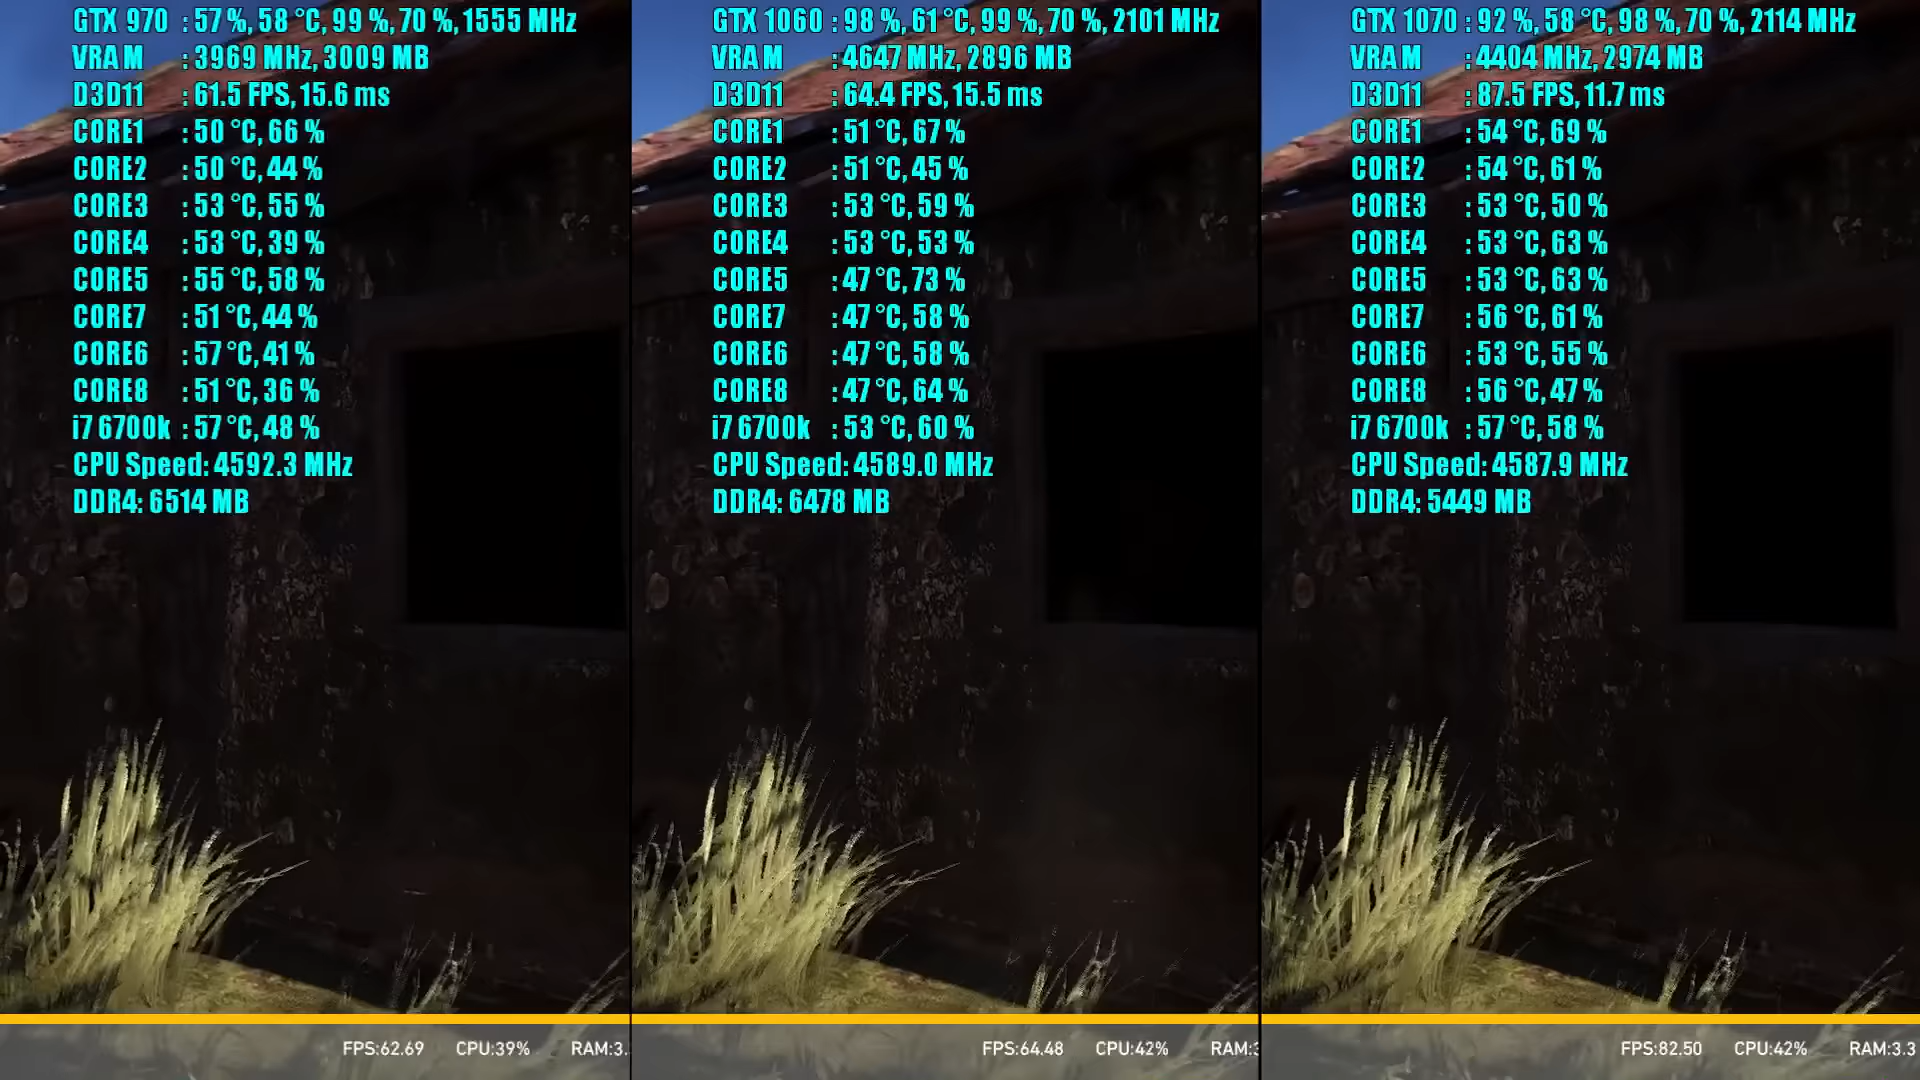 GTX 970 : 57 %, 58 °C, 99 %, 70 %, 1555 MHz
VRAM : 3969 MHz, 3009 MB
D3D11 : 61.5 FPS, 15.6 ms
CORE1 : 50 °C, 66 %
CORE2 : 50 °C, 44 %
CORE3 : 53 °C, 55 %
CORE4 : 53 °C, 39 %
CORE5 : 55 °C, 58 %
CORE7 : 51 °C, 44 %
CORE6 : 57 °C, 41 %
CORE8 : 51 °C, 36 %
i7 6700k : 57 °C, 48 %
CPU Speed: 4592.3 MHz
DDR4: 6514 MB
FPS:62.69 CPU:39% RAM:3.
GTX 1060 : 98 %, 61 °C, 99 %, 70 %, 2101 MHz
VRAM : 4647 MHz, 2896 MB
D3D11 : 64.4 FPS, 15.5 ms
CORE1 : 51 °C, 67 %
CORE2 : 51 °C, 45 %
CORE3 : 53 °C, 59 %
CORE4 : 53 °C, 53 %
CORE5 : 47 °C, 73 %
CORE7 : 47 °C, 58 %
CORE6 : 47 °C, 58 %
CORE8 : 47 °C, 64 %
i7 6700k : 53 °C, 60 %
CPU Speed: 4589.0 MHz
DDR4: 6478 MB
FPS:64.48 CPU:42% RAM:3
GTX 1070 : 92 %, 58 °C, 98 %, 70 %, 2114 MHz
VRAM : 4404 MHz, 2974 MB
D3D11 : 87.5 FPS, 11.7 ms
CORE1 : 54 °C, 69 %
CORE2 : 54 °C, 61 %
CORE3 : 53 °C, 50 %
CORE4 : 53 °C, 63 %
CORE5 : 53 °C, 63 %
CORE7 : 56 °C, 61 %
CORE6 : 53 °C, 55 %
CORE8 : 56 °C, 47 %
i7 6700k : 57 °C, 58 %
CPU Speed: 4587.9 MHz
DDR4: 5449 MB
FPS:82.50 CPU:42% RAM:3.3